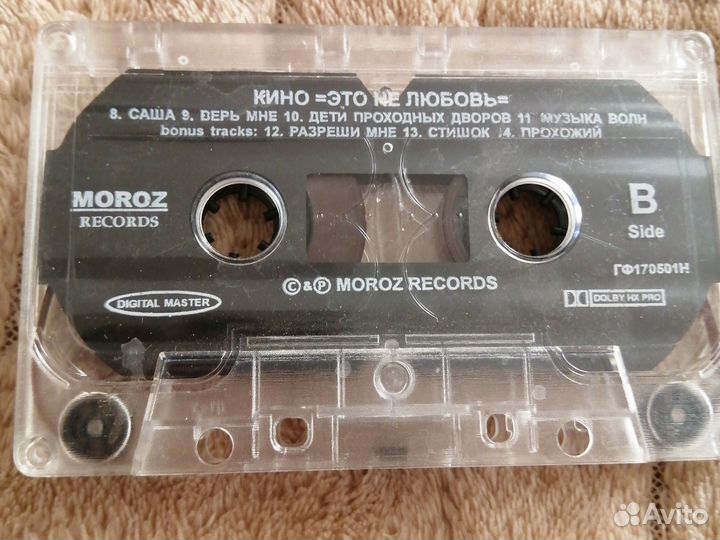 КИНО =ЭТО НЕ ЛЮБОВЬ=
8. САША 9. ВЕРЬ МНЕ 10. ДЕТИ ПРОХОДНЫХ ДВОРОВ 11. МУЗЫКА ВОЛН
bonus tracks: 12. РАЗРЕШИ МНЕ 13. СТИШОК 14. ПРОХОЖИЙ
MOROZ
RECORDS
B
Side
ГФ170501Н
©&℗ MOROZ RECORDS
DIGITAL MASTER
DOLBY HX PRO
Avito